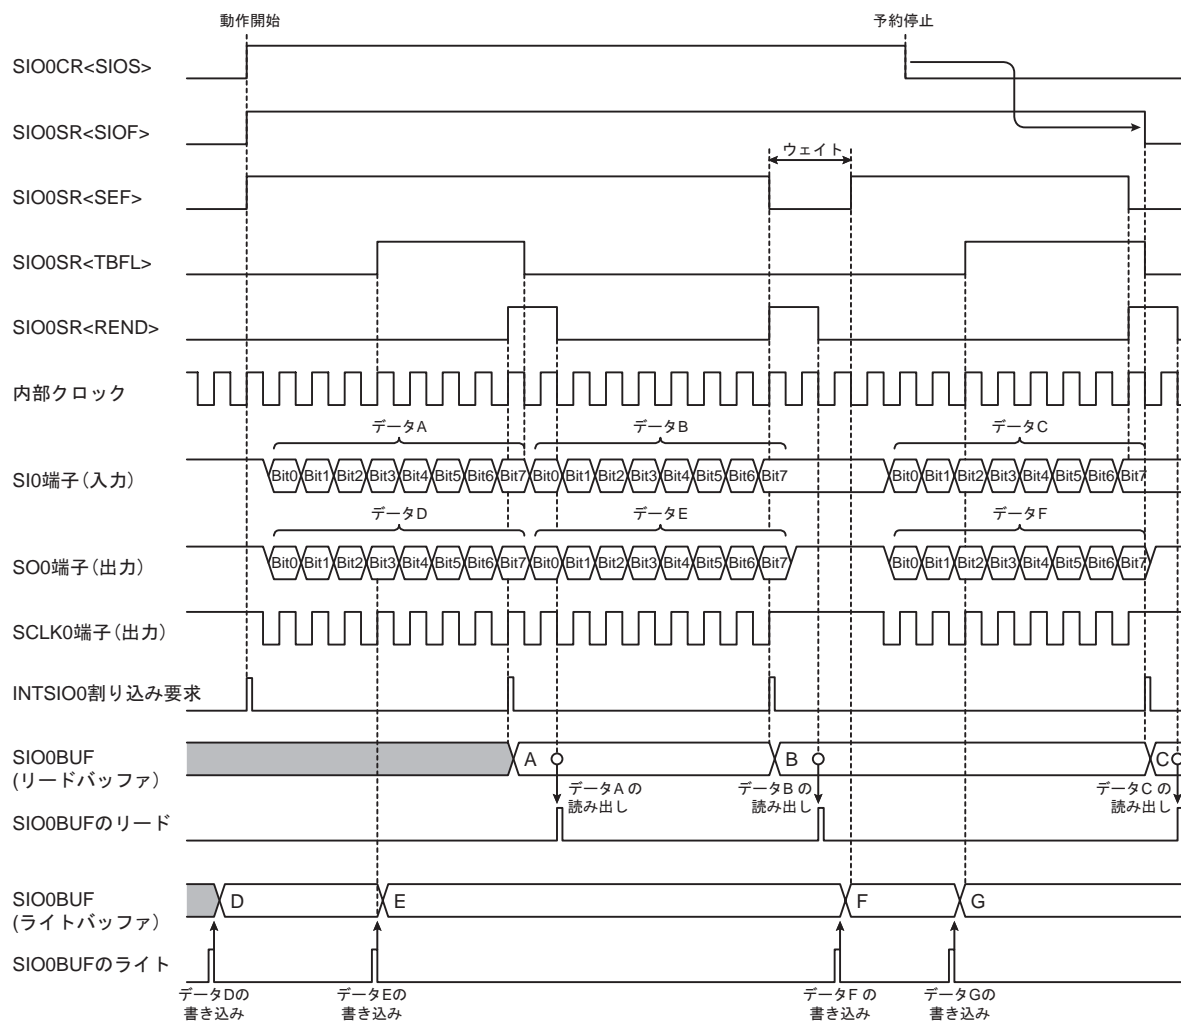 動作開始
予約停止
SIO0CR<SIOS>
SIO0SR<SIOF>
ウェイト
SIO0SR<SEF>
SIO0SR<TBFL>
SIO0SR<REND>
内部クロック
データA
データB
データC
SI0端子(入力)
Bit0 Bit1 Bit2 Bit3 Bit4 Bit5 Bit6 Bit7 Bit0 Bit1 Bit2 Bit3 Bit4 Bit5 Bit6 Bit7 Bit0 Bit1 Bit2 Bit3 Bit4 Bit5 Bit6 Bit7
データD
データE
データF
SO0端子(出力)
Bit0 Bit1 Bit2 Bit3 Bit4 Bit5 Bit6 Bit7 Bit0 Bit1 Bit2 Bit3 Bit4 Bit5 Bit6 Bit7 Bit0 Bit1 Bit2 Bit3 Bit4 Bit5 Bit6 Bit7
SCLK0端子(出力)
INTSIO0割り込み要求
SIO0BUF
(リードバッファ)
A
B
C
データA の
読み出し
データB の
読み出し
データC の
読み出し
SIO0BUFのリード
SIO0BUF
(ライトバッファ)
D
E
F
G
SIO0BUFのライト
データDの
書き込み
データEの
書き込み
データF の
書き込み
データGの
書き込み